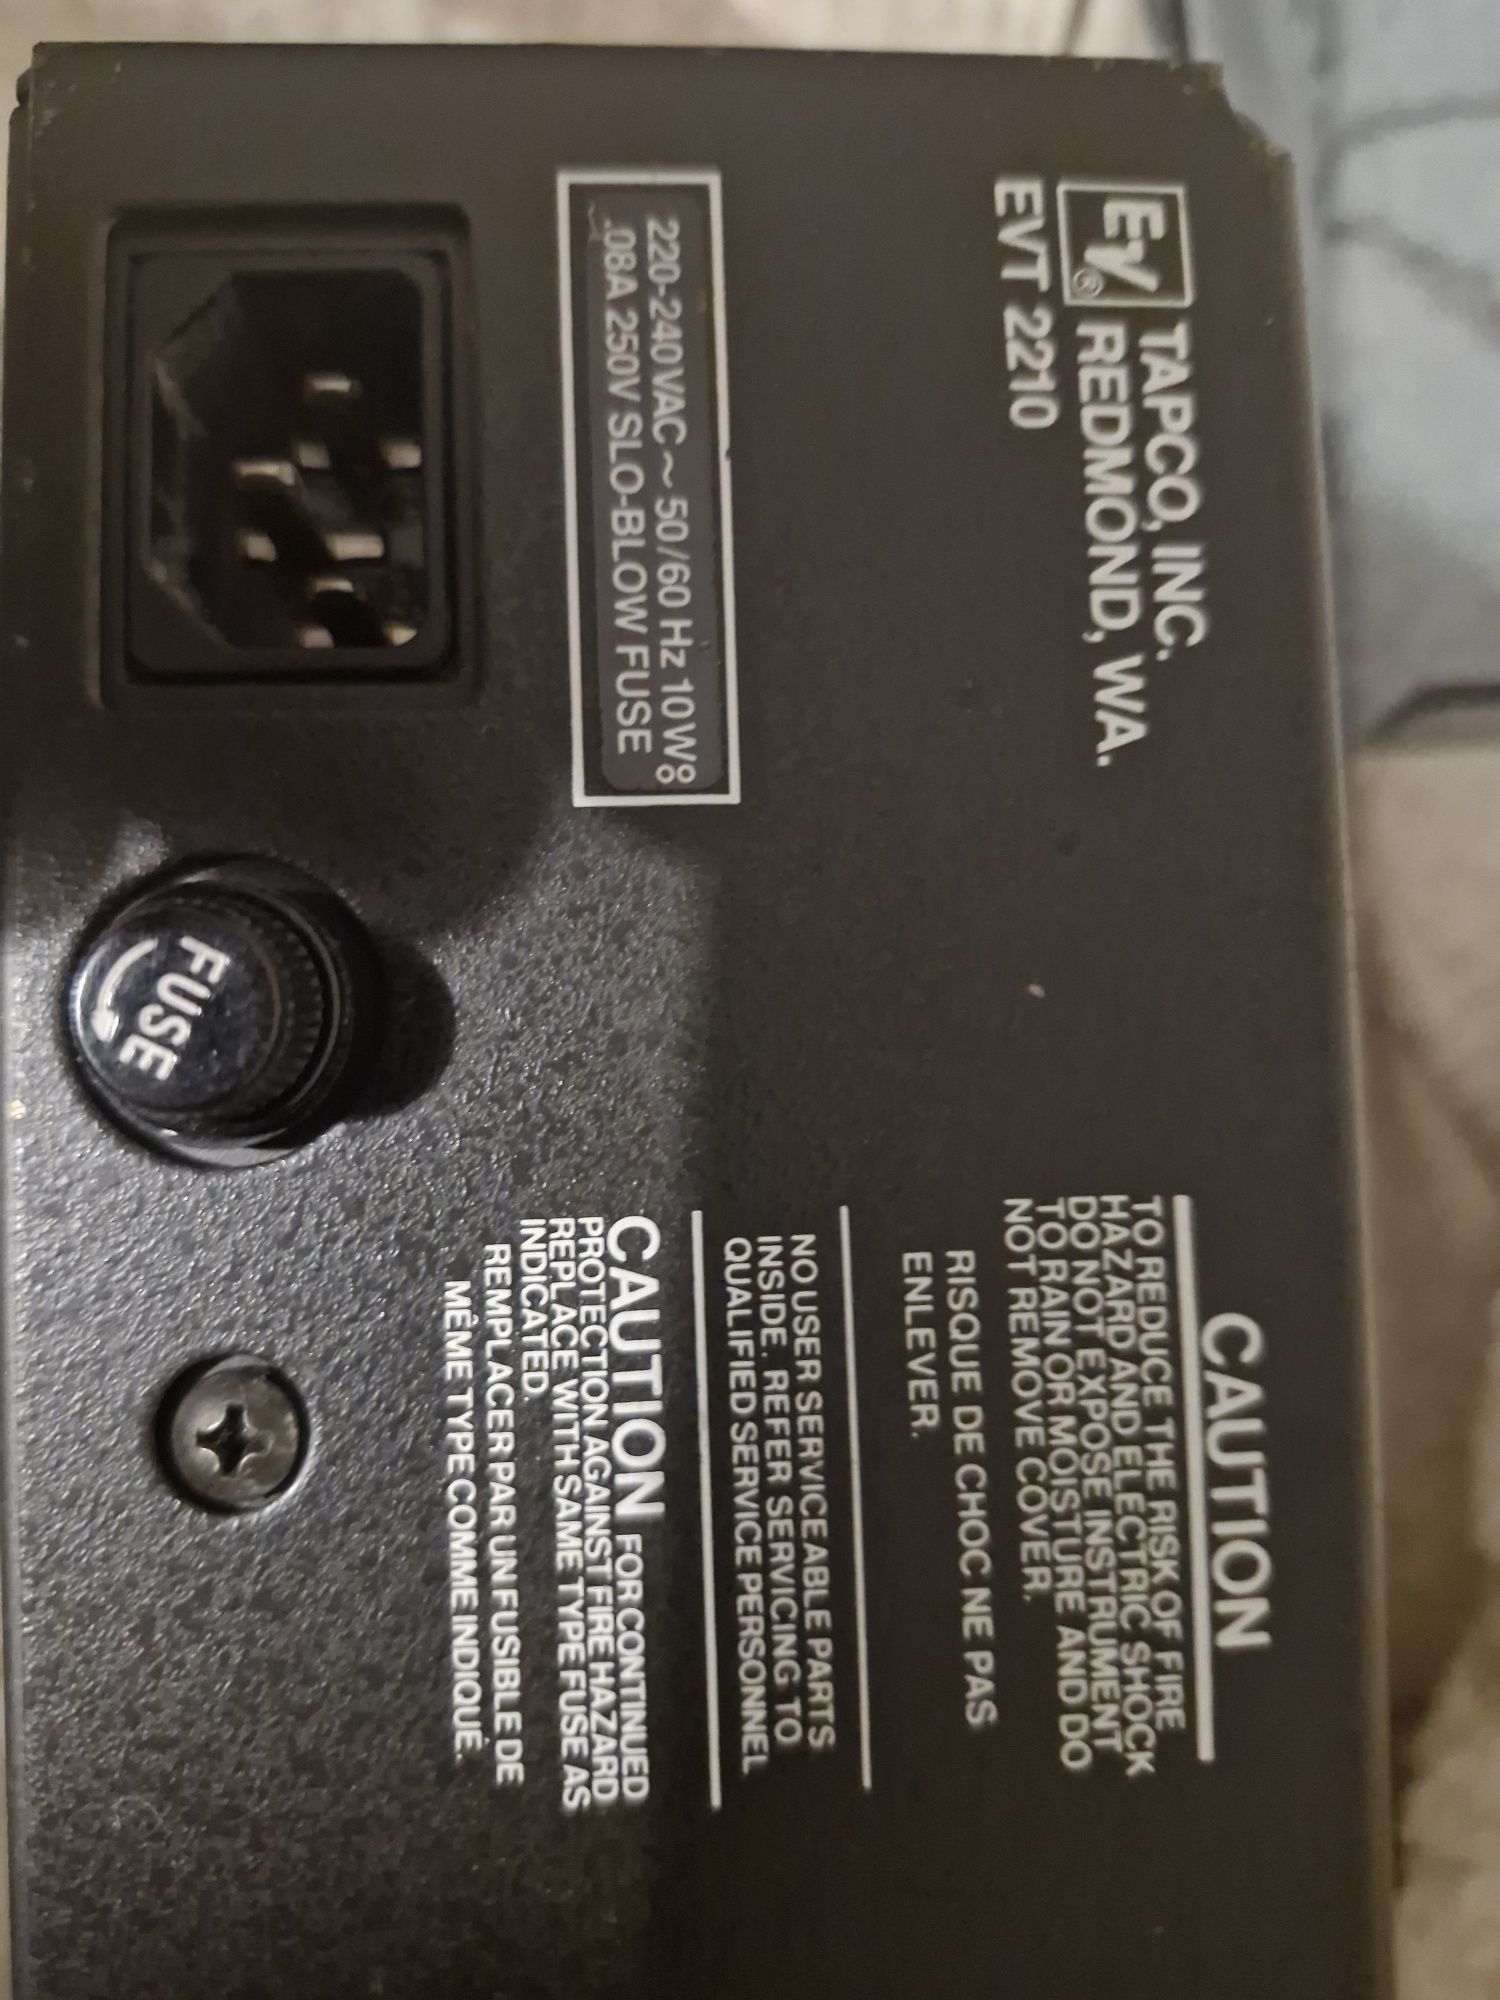 EV® TAPCO, INC.
REDMOND, WA.
EVT 2210
220-240VAC~50/60 Hz 10W
.08A 250V SLO-BLOW FUSE
FUSE
CAUTION
TO REDUCE THE RISK OF FIRE
HAZARD AND ELECTRIC SHOCK
DO NOT EXPOSE INSTRUMENT
TO RAIN OR MOISTURE AND DO
NOT REMOVE COVER.
RISQUE DE CHOC NE PAS
ENLEVER.
NO USER SERVICEABLE PARTS
INSIDE. REFER SERVICING TO
QUALIFIED SERVICE PERSONNEL
CAUTION FOR CONTINUED
PROTECTION AGAINST FIRE HAZARD
REPLACE WITH SAME TYPE FUSE AS
INDICATED.
REMPLACER PAR UN FUSIBLE DE
MÊME TYPE COMME INDIQUÉ.